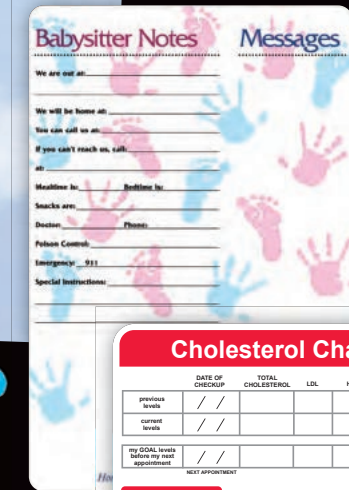 Babysitter Notes
Messages
We are out at:
We will be home at:
You can call us at:
If you can't reach us, call:
at:
Mealtime is: Bedtime is:
Snacks are:
Doctor: Phone:
Poison Control:
Emergency: 911
Special Instructions:
Cholesterol Cha
DATE OF CHECKUP
TOTAL CHOLESTEROL
LDL
H
previous levels
/ /
current levels
/ /
my GOAL levels before my next appointment
/ /
NEXT APPOINTMENT